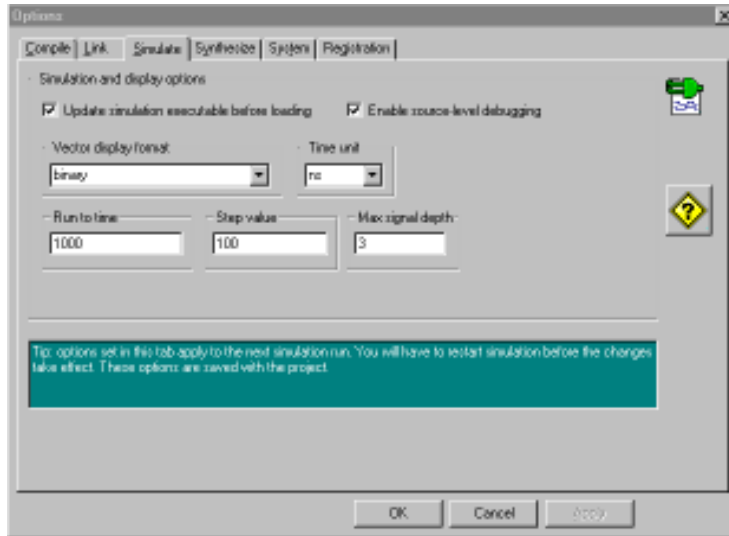 Options
Compile Link Simulate Synthesize System Registration
Simulation and display options
Update simulation executable before loading Enable source-level debugging
Vector display format Time unit
binary ns
Run to time Step value Max signal depth
1000 100 3
Tip: options set in this tab apply to the next simulation run. You will have to restart simulation before the changes
take effect. These options are saved with the project.
OK Cancel Apply